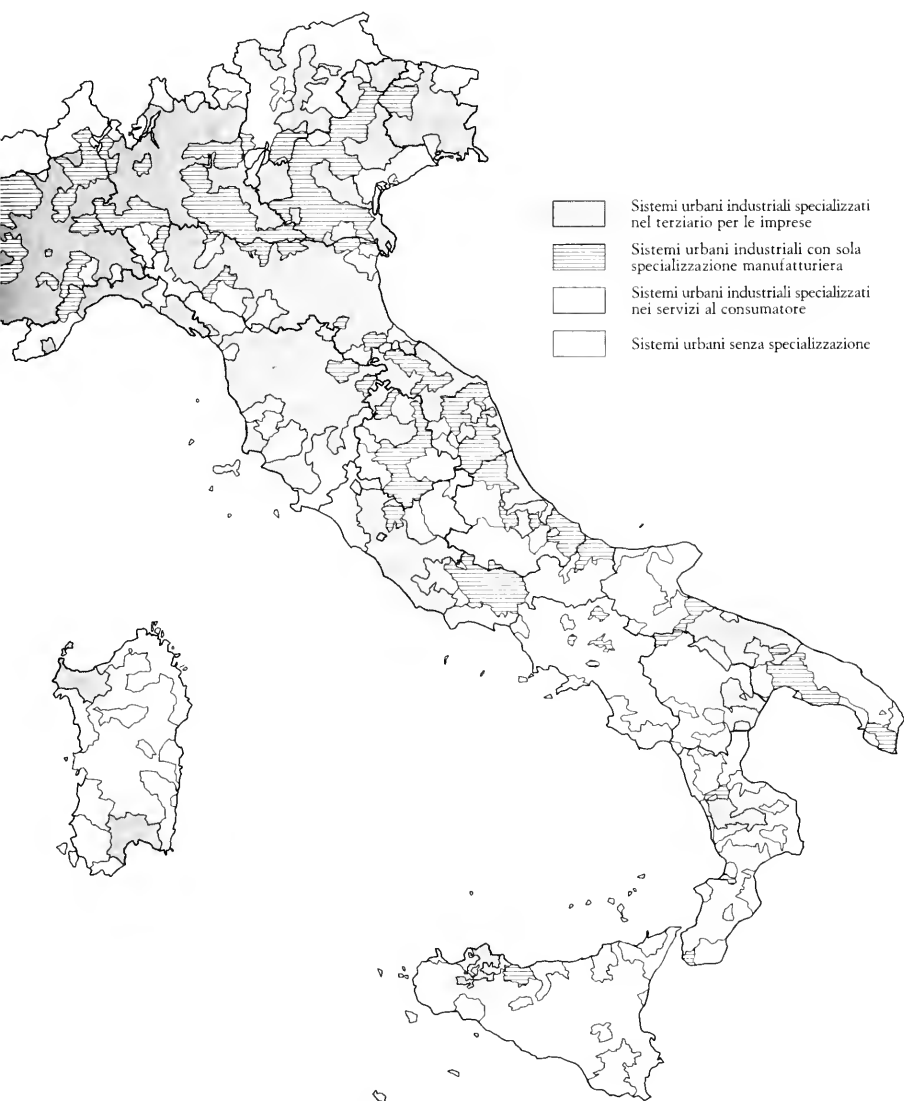 Sistemi urbani industriali specializzati
nel terziario per le imprese
Sistemi urbani industriali con sola
specializzazione manufatturiera
Sistemi urbani industriali specializzati
nei servizi al consumatore
Sistemi urbani senza specializzazione